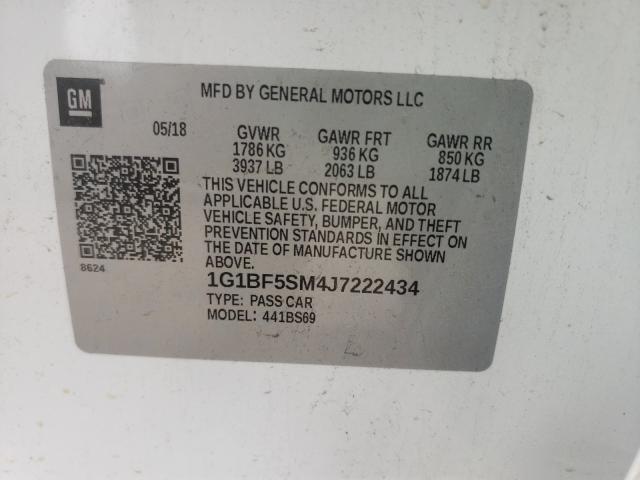 GM
MFD BY GENERAL MOTORS LLC
05/18 GVWR GAWR FRT GAWR RR
1786 KG 936 KG 850 KG
3937 LB 2063 LB 1874 LB
THIS VEHICLE CONFORMS TO ALL
APPLICABLE U.S. FEDERAL MOTOR
VEHICLE SAFETY, BUMPER, AND THEFT
PREVENTION STANDARDS IN EFFECT ON
THE DATE OF MANUFACTURE SHOWN
ABOVE.
8624
1G1BF5SM4J7222434
TYPE: PASS CAR
MODEL: 441BS69